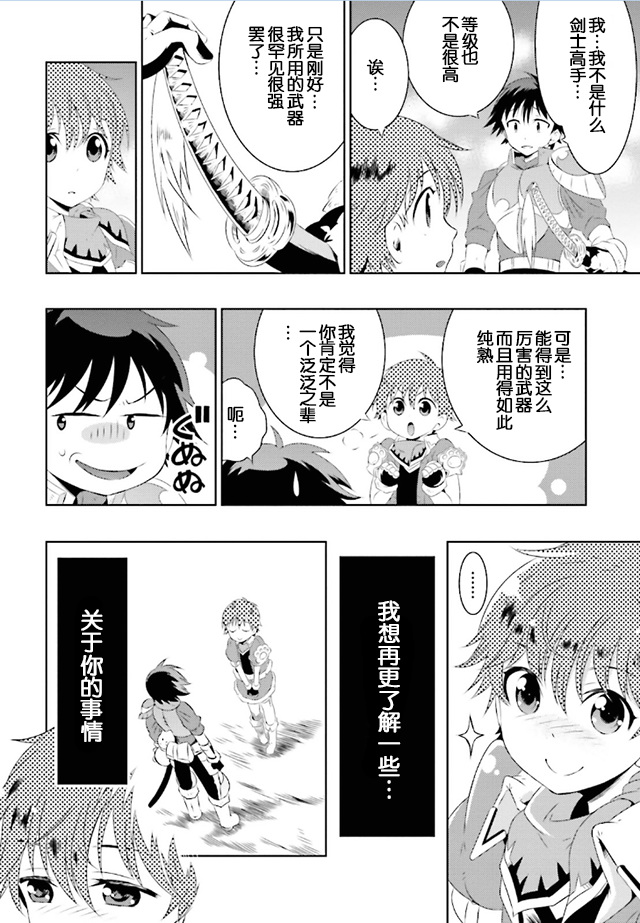 我…我不是什么
剑士高手…
等级也
不是很高
诶…
只是刚好…
我所用的武器
很罕见很强
罢了…
可是…
能得到这么
厉害的武器
而且用得如此
纯熟
我觉得
你肯定不是
一个泛泛之辈
…
呃…
ぐぬぬ
…
我想再更了解一些…
关于你的事情